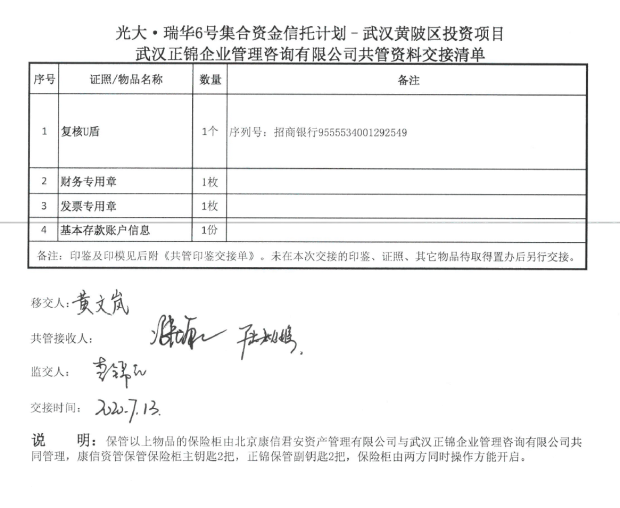 光大·瑞华6号集合资金信托计划-武汉黄陂区投资项目
武汉正锦企业管理咨询有限公司共管资料交接清单
序号 证照/物品名称 数量 备注
1 复核U盾 1个 序列号：招商银行9555534001292549
2 财务专用章 1枚
3 发票专用章 1枚
4 基本存款账户信息 1份
备注：印鉴及印模见后附《共管印鉴交接单》。未在本次交接的印鉴、证照、其它物品待取得置办后另行交接。
移交人：黄文岚
共管接收人：
监交人：
交接时间：2020.7.13.
说 明：保管以上物品的保险柜由北京康信君安资产管理有限公司与武汉正锦企业管理咨询有限公司共
同管理，康信资管保管保险柜主钥匙2把，正锦保管副钥匙2把，保险柜由两方同时操作方能开启。